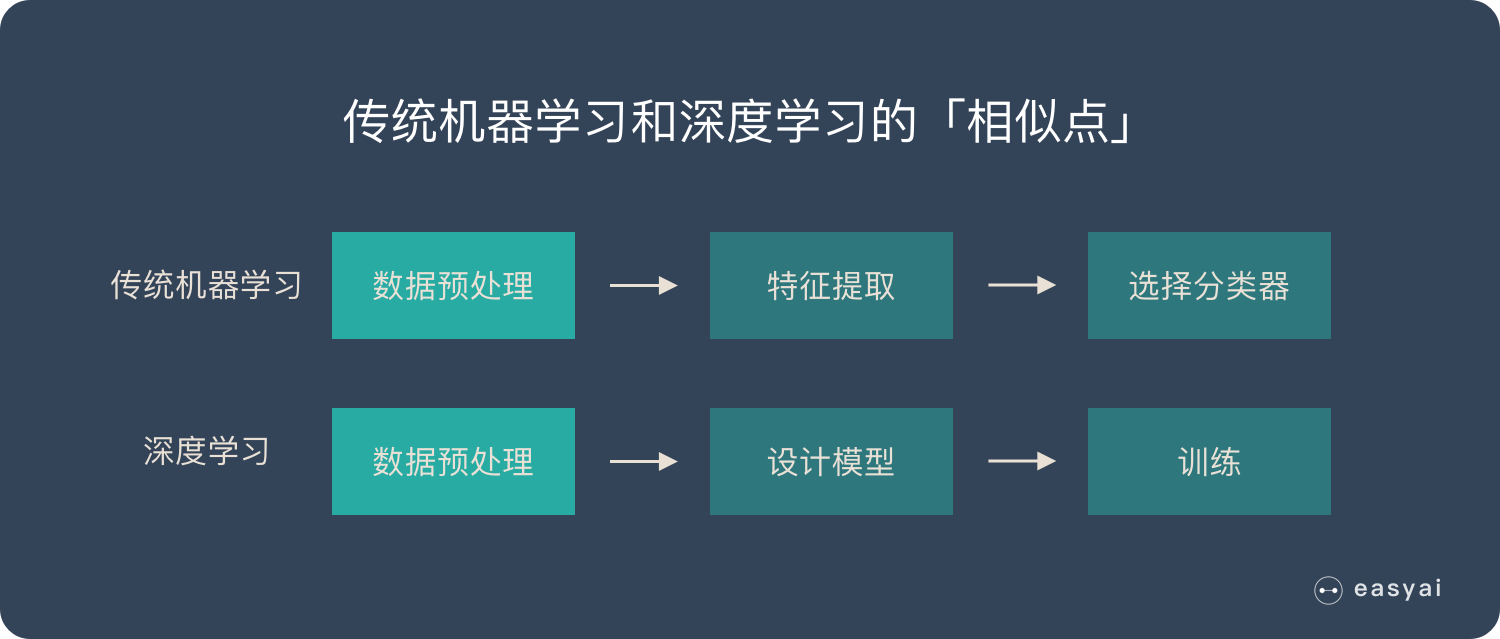 传统机器学习和深度学习的「相似点」
传统机器学习
数据预处理
特征提取
选择分类器
深度学习
数据预处理
设计模型
训练
easyai